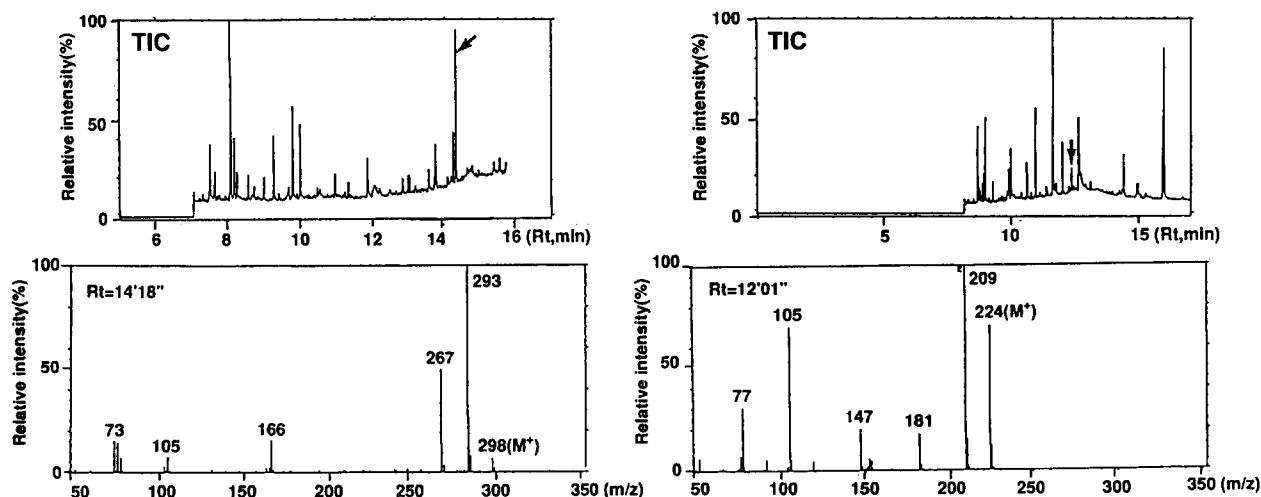 TIC
Relative intensity(%)
100
50
0
6 8 10 12 14 16 (Rt,min)
TIC
Relative intensity(%)
100
50
0
5 10 15 (Rt,min)
Rt=14'18"
Relative intensity(%)
100
50
0
293
267
73
105
166
298(M+)
50 100 150 200 250 300 350 (m/z)
Rt=12'01"
Relative intensity(%)
100
50
0
209
224(M+)
105
77
147
181
50 100 150 200 250 300 350 (m/z)